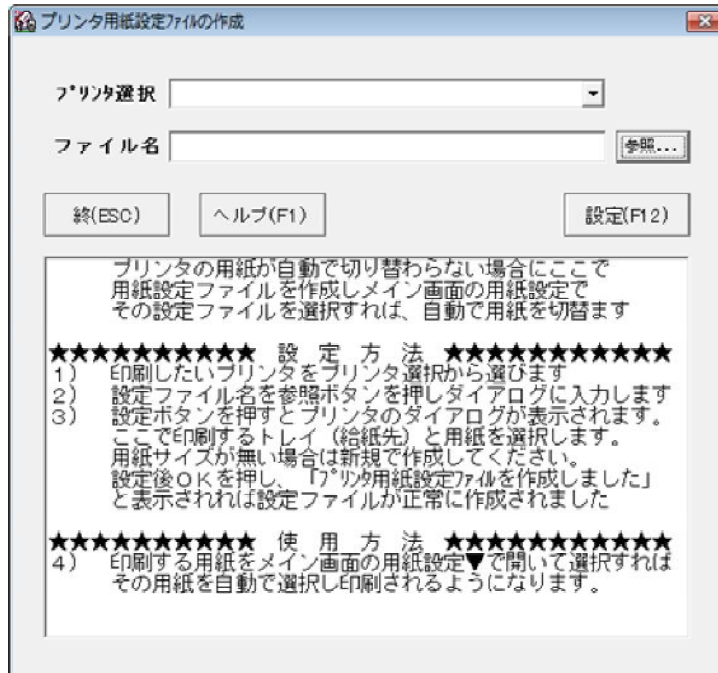 プリンタ用紙設定ﾌｧｲﾙの作成
ﾌﾟﾘﾝﾀ選択
ファイル名
参照...
終(ESC)
ヘルプ(F1)
設定(F12)
プリンタの用紙が自動で切り替わらない場合にここで
用紙設定ファイルを作成しメイン画面の用紙設定で
その設定ファイルを選択すれば、自動で用紙を切替ます
★★★★★★★★★★ 設 定 方 法 ★★★★★★★★★★★
1） 印刷したいプリンタをプリンタ選択から選びます
2） 設定ファイル名を参照ボタンを押しダイアログに入力します
3） 設定ボタンを押すとプリンタのダイアログが表示されます。
ここで印刷するトレイ（給紙先）と用紙を選択します。
用紙サイズが無い場合は新規で作成してください。
設定後ＯＫを押し、「ﾌﾟﾘﾝﾀ用紙設定ﾌｧｲﾙを作成しました」
と表示されれば設定ファイルが正常に作成されました
★★★★★★★★★★ 使 用 方 法 ★★★★★★★★★★★
4） 印刷する用紙をメイン画面の用紙設定▼で開いて選択すれば
その用紙を自動で選択し印刷されるようになります。